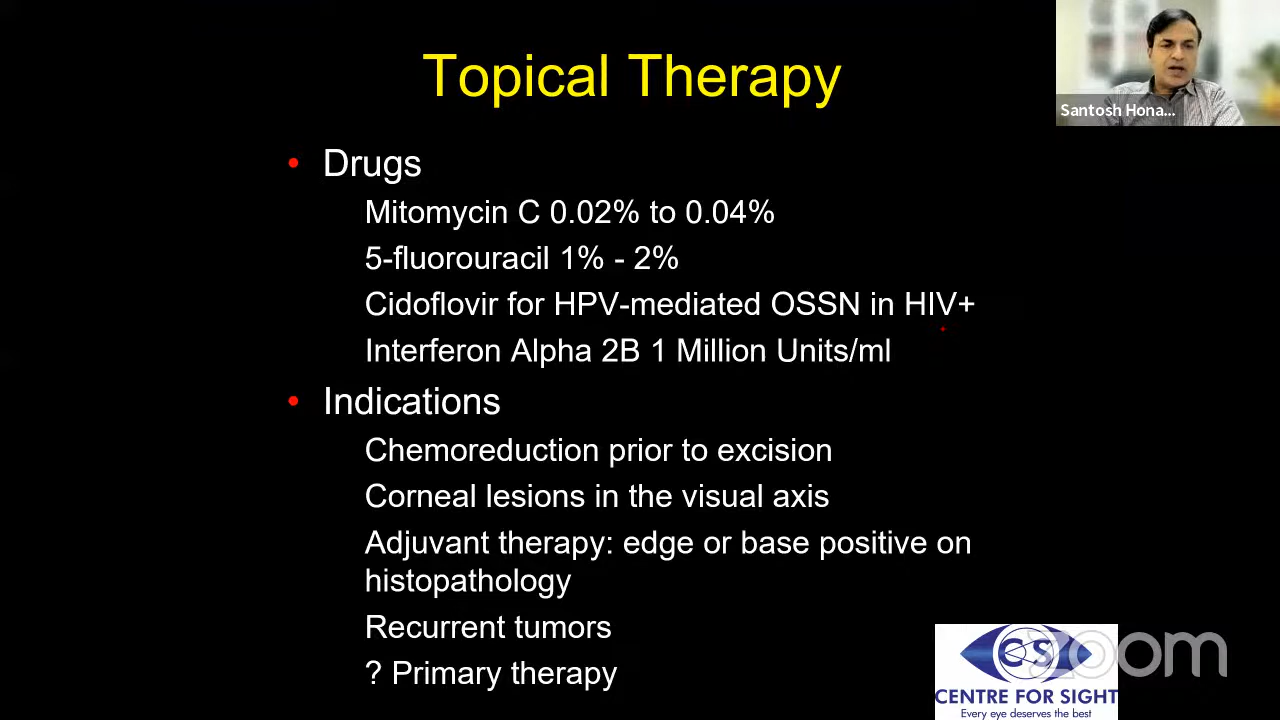 Topical Therapy
Santosh Hona...
• Drugs
Mitomycin C 0.02% to 0.04%
5-fluorouracil 1% - 2%
Cidoflovir for HPV-mediated OSSN in HIV+
Interferon Alpha 2B 1 Million Units/ml
• Indications
Chemoreduction prior to excision
Corneal lesions in the visual axis
Adjuvant therapy: edge or base positive on
histopathology
Recurrent tumors
? Primary therapy
CS
zoom
CENTRE FOR SIGHT
Every eye deserves the best